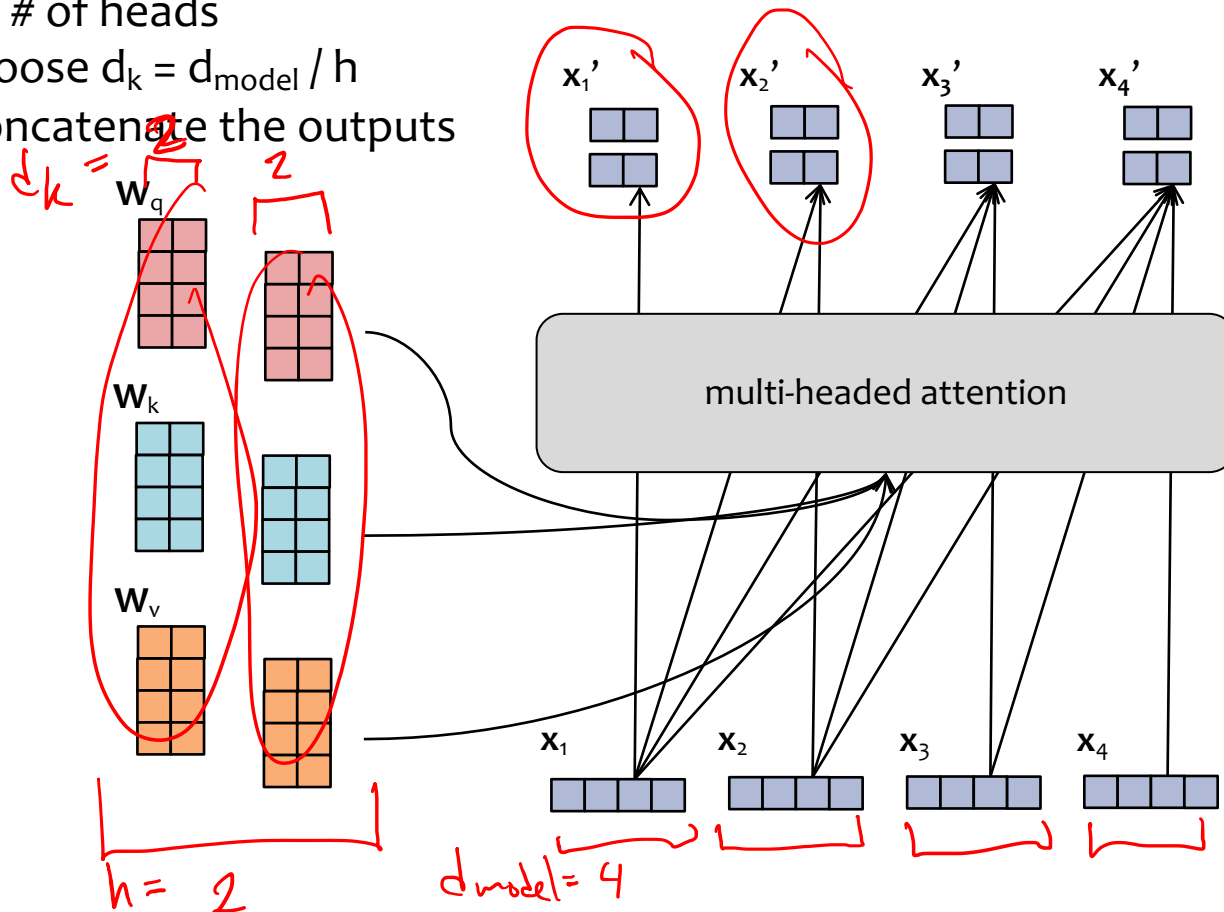 # of heads
oose dₖ = d_model / h
oncatenate the outputs
dₖ = 2
2
W_q
W_k
W_v
h = 2
x₁’ x₂’ x₃’ x₄’
multi-headed attention
x₁ x₂ x₃ x₄
d model = 4